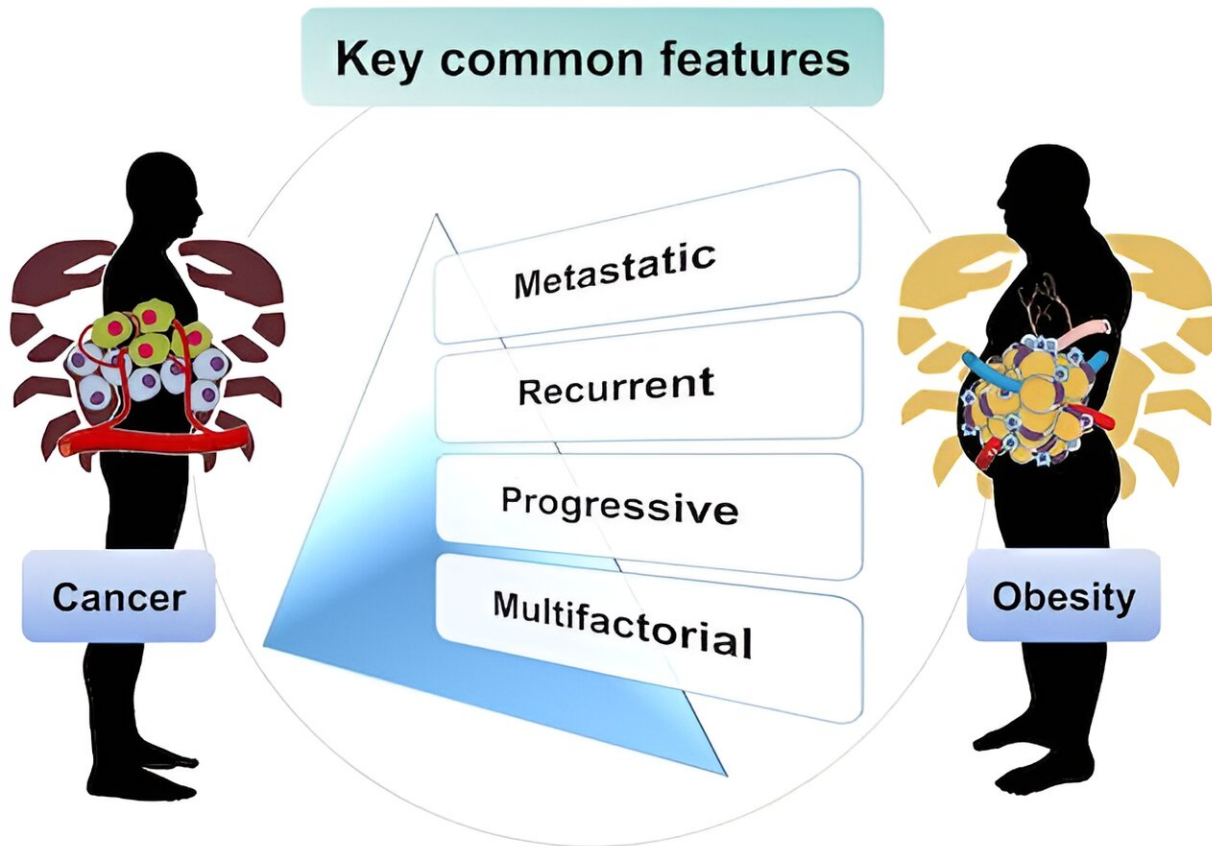 Key common features
Metastatic
Recurrent
Progressive
Multifactorial
Cancer
Obesity